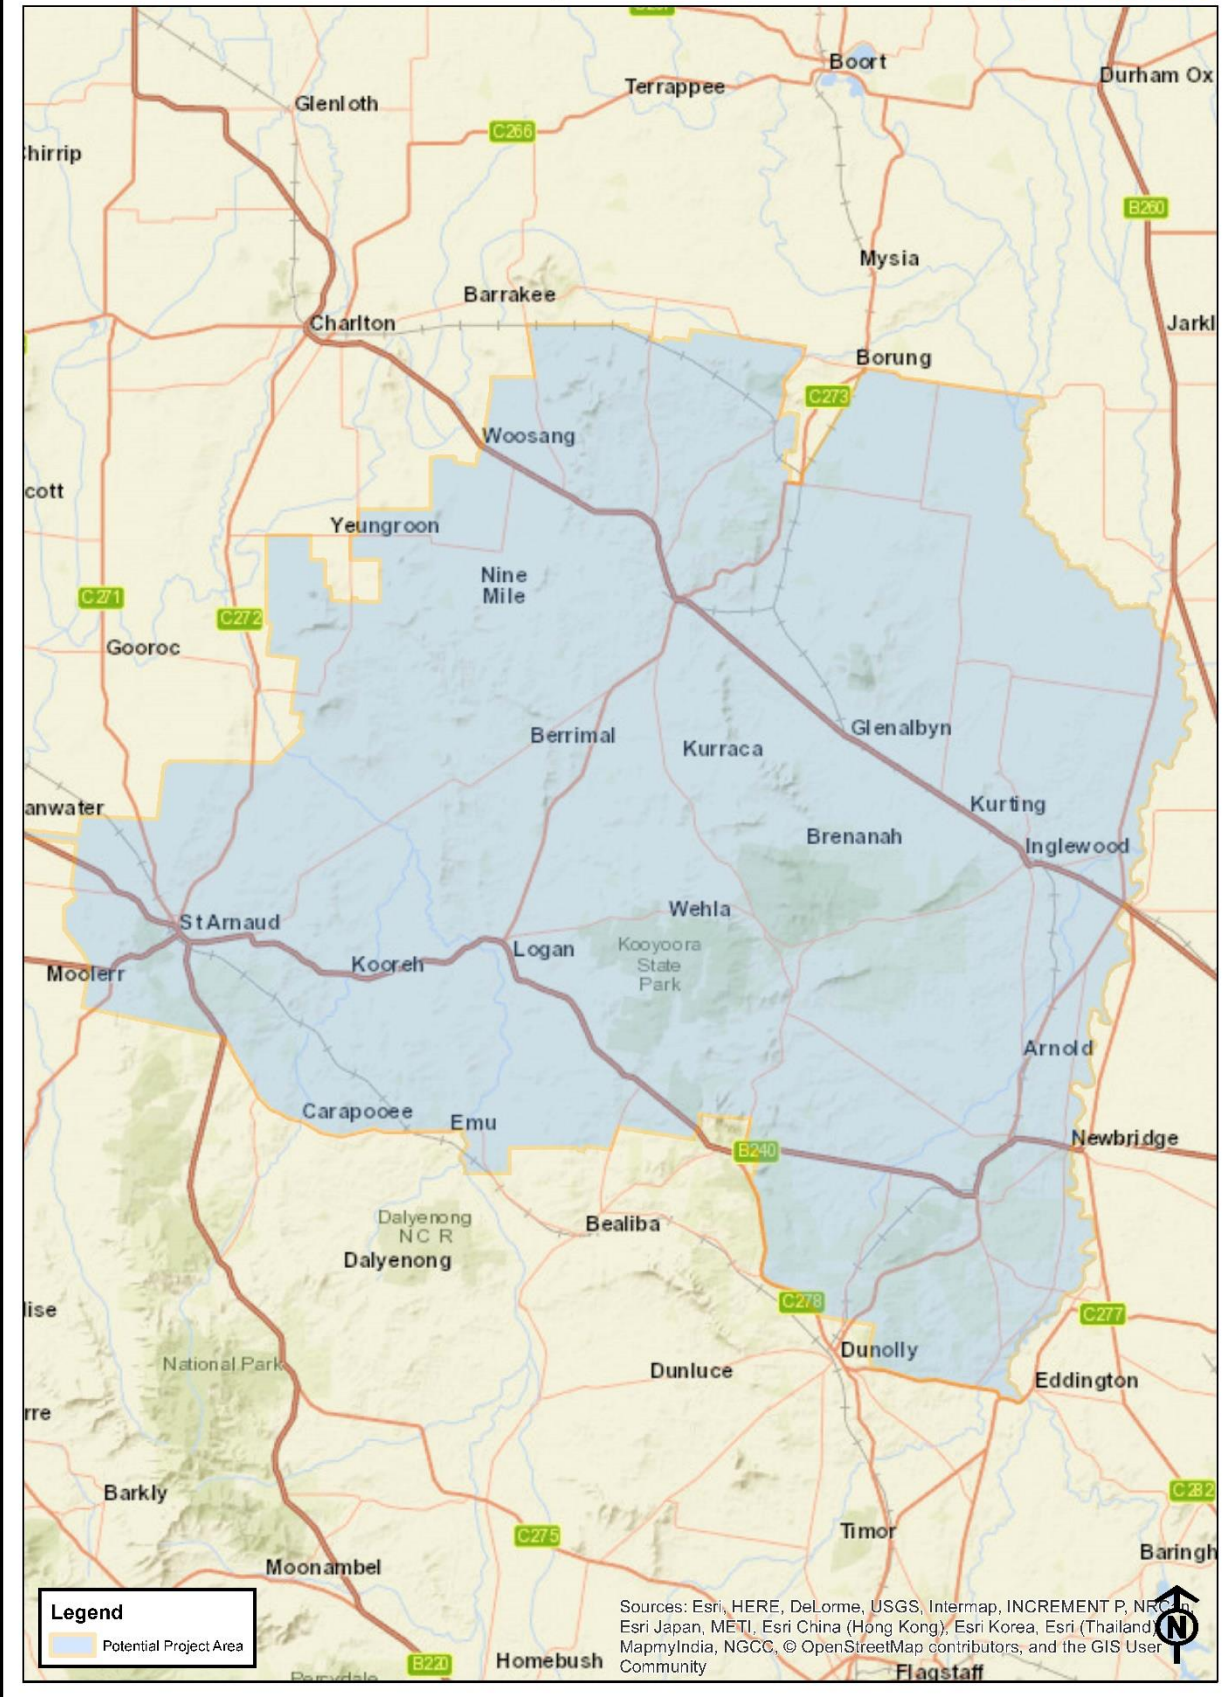 Boort
Durham Ox
Terrappee
Glenloth
C266
hirrip
B260
Mysia
Barrakee
Charlton
Jarkl
Borung
C273
Woosang
cott
Yeungroon
Nine
Mile
C271
C272
Gooroc
Glenalbyn
Berrimal
Kurraca
Kurting
anwater
Brenanah
Inglewood
Wehla
St Arnaud
Kooyoora
State
Park
Logan
Kooreh
Moolerr
Arnold
Carapooee
Emu
Newbridge
B240
Dalyenong
N C R
Bealiba
Dalyenong
C278
lise
C277
Dunolly
National Park
Dunluce
Eddington
rre
Barkly
C282
Timor
C275
Baringh
Moonambel
Legend
Potential Project Area
Sources: Esri, HERE, DeLorme, USGS, Intermap, INCREMENT P, NRCan,
Esri Japan, METI, Esri China (Hong Kong), Esri Korea, Esri (Thailand),
MapmyIndia, NGCC, © OpenStreetMap contributors, and the GIS User
Community
N
B220
Homebush
Flagstaff